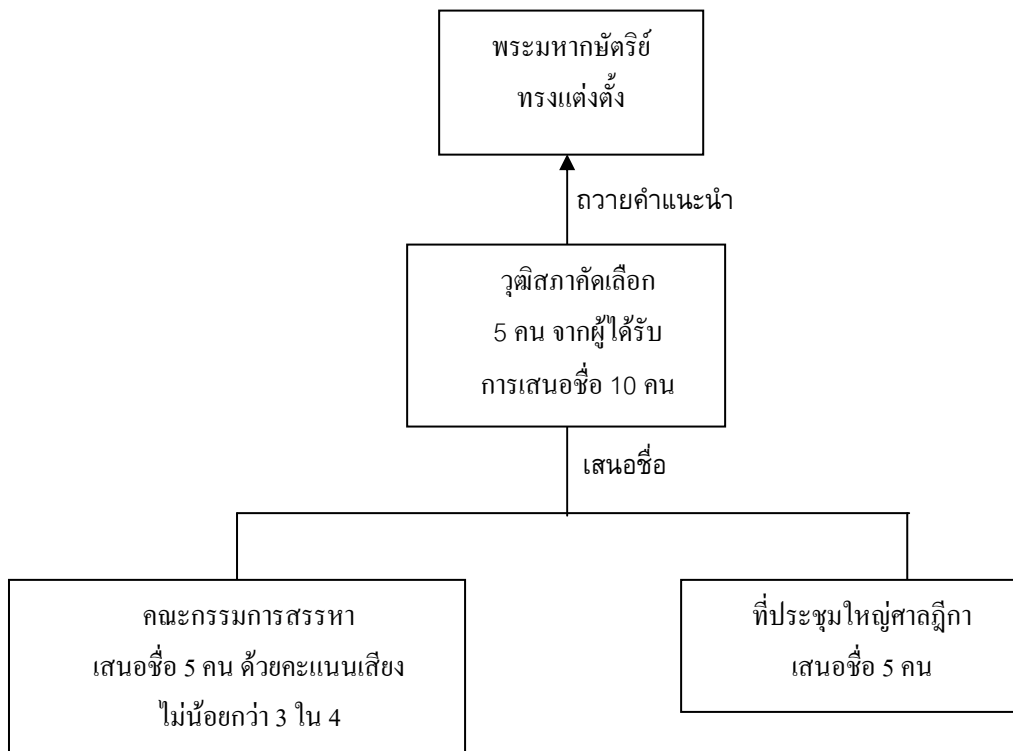 พระมหากษัตริย์
ทรงแต่งตั้ง
ถวายคำแนะนำ
วุฒิสภาคัดเลือก
5 คน จากผู้ได้รับ
การเสนอชื่อ 10 คน
เสนอชื่อ
คณะกรรมการสรรหา
เสนอชื่อ 5 คน ด้วยคะแนนเสียง
ไม่น้อยกว่า 3 ใน 4
ที่ประชุมใหญ่ศาลฎีกา
เสนอชื่อ 5 คน